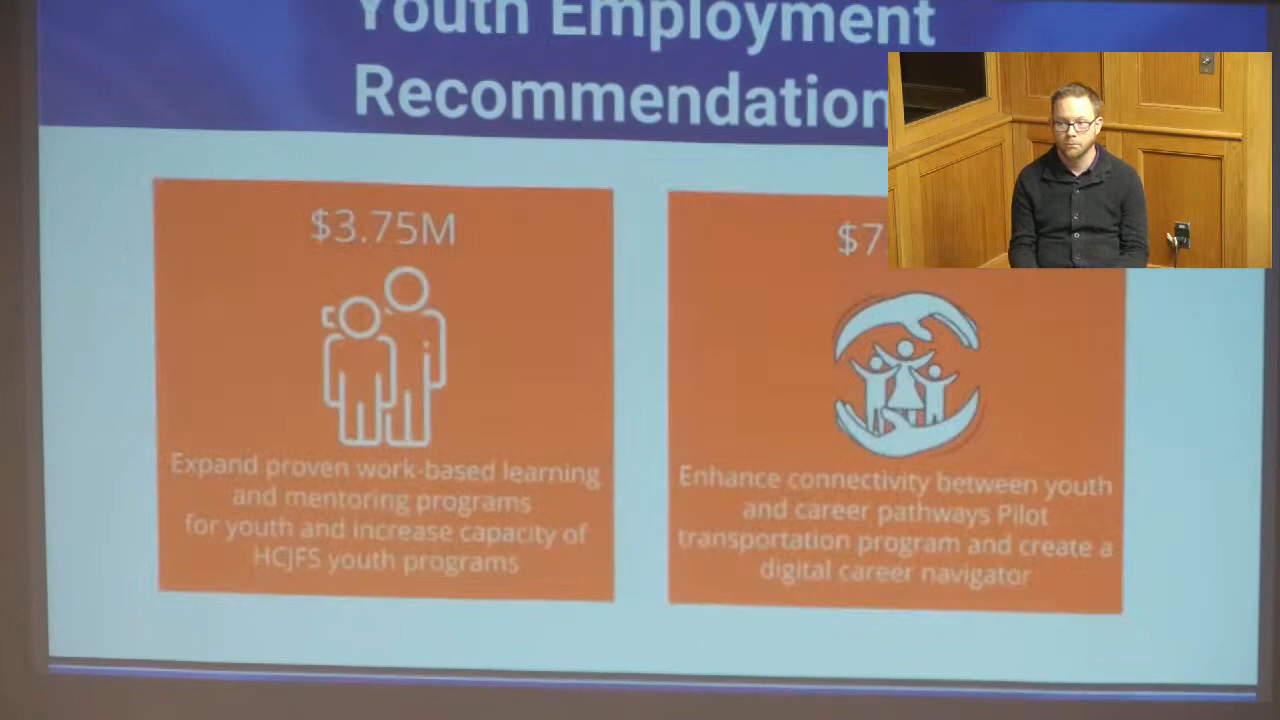 Youth Employment
Recommendation
$3.75M
Expand proven work-based learning
and mentoring programs
for youth and increase capacity of
HCJFS youth programs
$7
Enhance connectivity between youth
and career pathways Pilot
transportation program and create a
digital career navigator